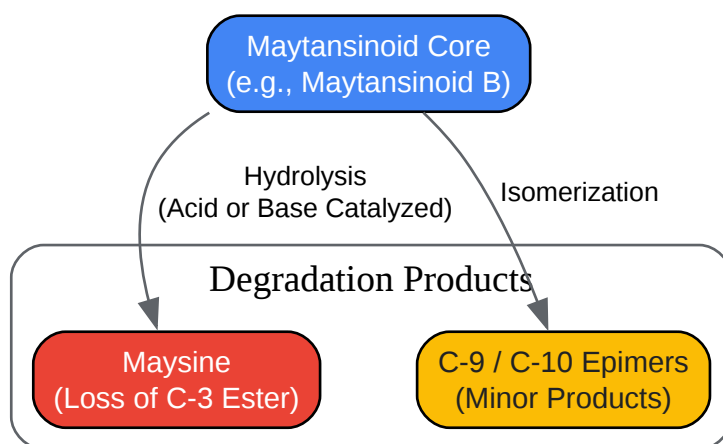 Maytansinoid Core
(e.g., Maytansinoid B)
Hydrolysis
(Acid or Base Catalyzed)
Isomerization
Degradation Products
Maysine
(Loss of C-3 Ester)
C-9 / C-10 Epimers
(Minor Products)